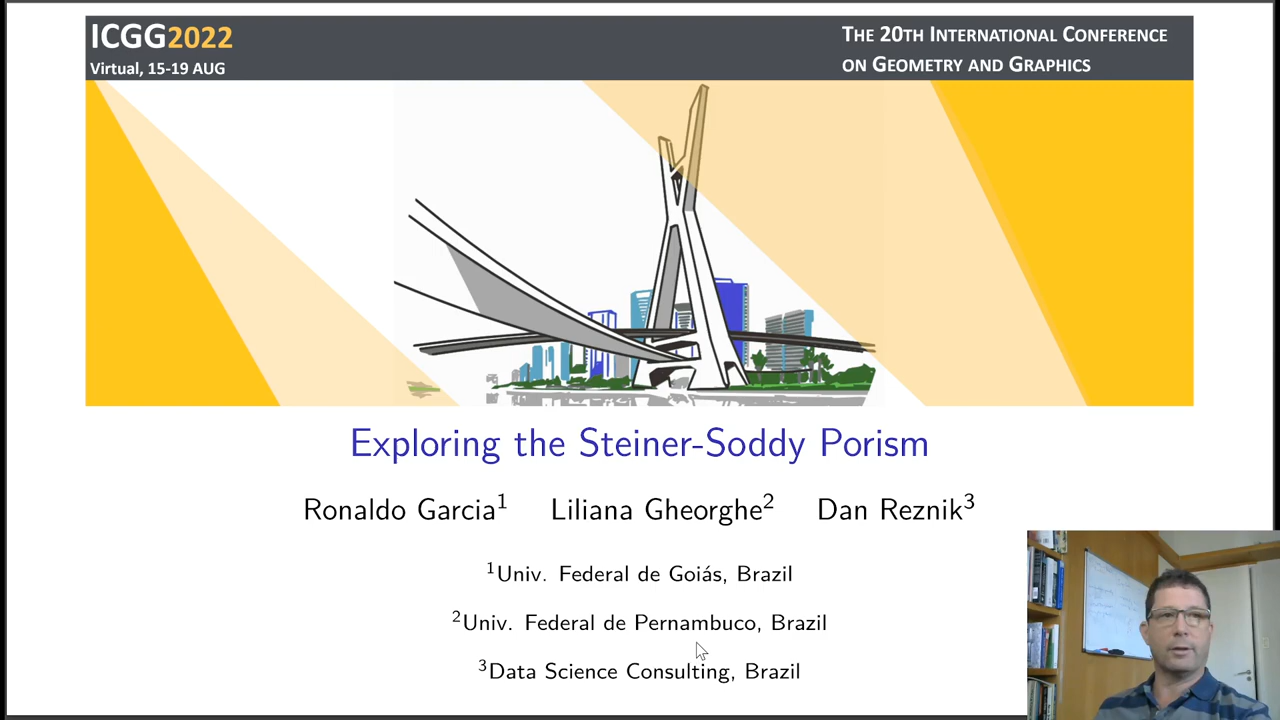 ICGG2022
Virtual, 15-19 AUG
THE 20TH INTERNATIONAL CONFERENCE
ON GEOMETRY AND GRAPHICS
Exploring the Steiner-Soddy Porism
Ronaldo Garcia¹ Liliana Gheorghe² Dan Reznik³
¹Univ. Federal de Goiás, Brazil
²Univ. Federal de Pernambuco, Brazil
³Data Science Consulting, Brazil